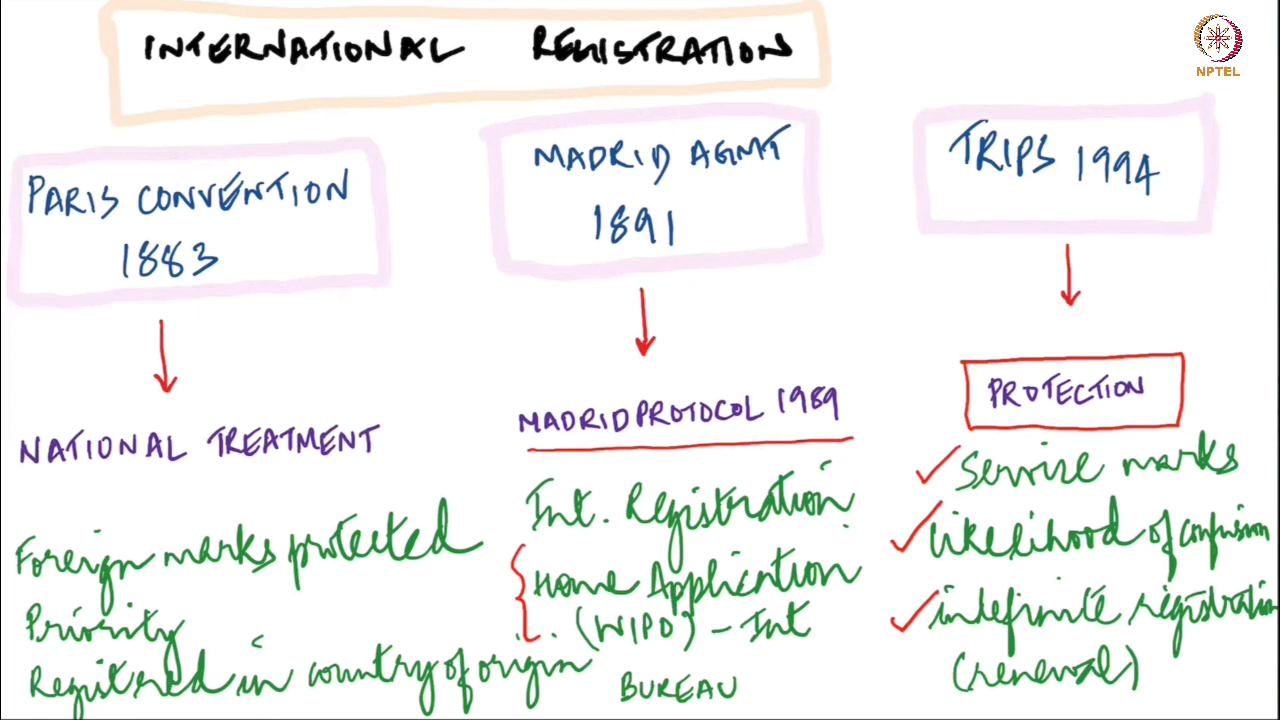 INTERNATIONAL REGISTRATION
NPTEL
PARIS CONVENTION
1883
NATIONAL TREATMENT
Foreign marks protected
Priority
Registered in country of origin
MADRID AGMT
1891
MADRID PROTOCOL 1989
Int. Registration
Home Application
(WIPO) - Int
BUREAU
TRIPS 1994
PROTECTION
Service marks
likelihood of confusion
indefinite registration
(renewal)